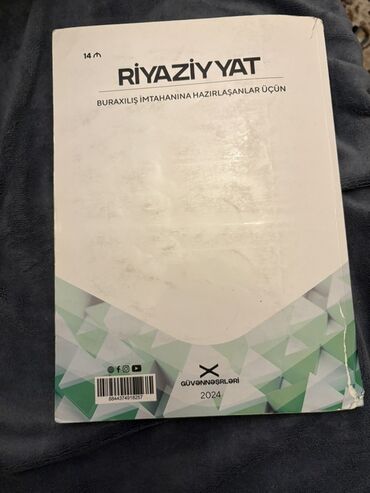 14 ₼
RİYAZİYYAT
BURAXILIŞ İMTAHANINA HAZIRLAŞANLAR ÜÇÜN
GÜVƏNNƏŞRLƏRİ
2024